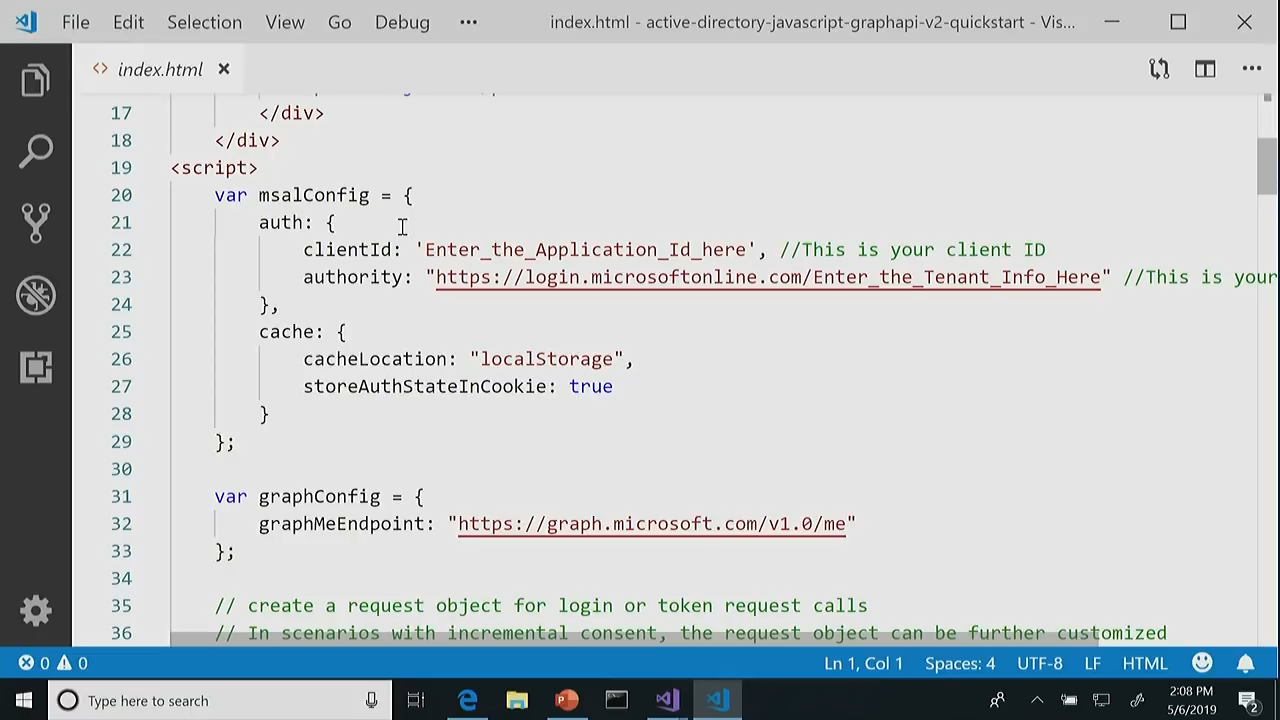 File Edit Selection View Go Debug ••• index.html - active-directory-javascript-graphapi-v2-quickstart - Vis...
<> index.html
17 </div>
18 </div>
19 <script>
20 var msalConfig = {
21 auth: {
22 clientId: 'Enter_the_Application_Id_here', //This is your client ID
23 authority: "https://login.microsoftonline.com/Enter_the_Tenant_Info_Here" //This is your
24 },
25 cache: {
26 cacheLocation: "localStorage",
27 storeAuthStateInCookie: true
28 }
29 };
30
31 var graphConfig = {
32 graphMeEndpoint: "https://graph.microsoft.com/v1.0/me"
33 };
34
35 // create a request object for login or token request calls
36 // In scenarios with incremental consent, the request object can be further customized
0 0 Ln 1, Col 1 Spaces: 4 UTF-8 LF HTML
Type here to search
2:08 PM
5/6/2019
2